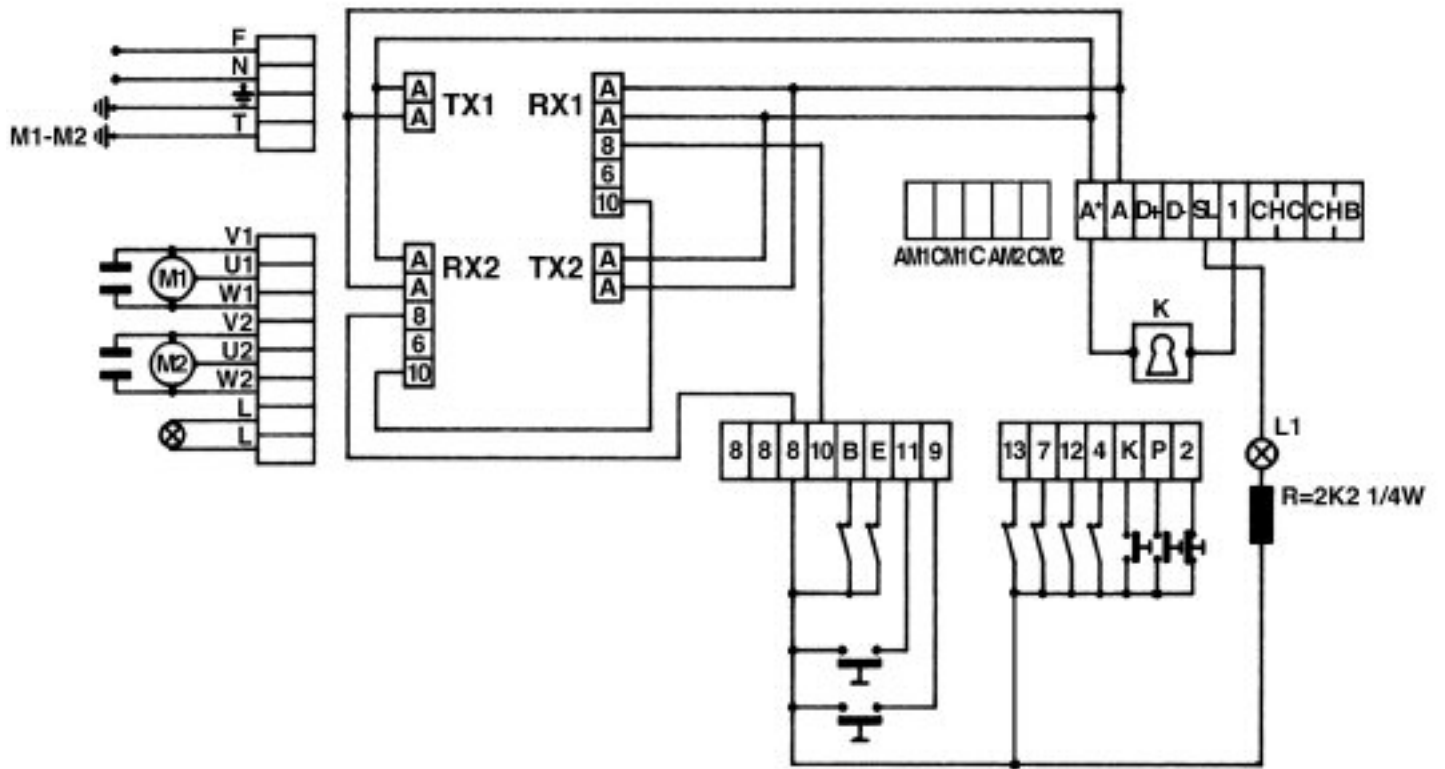 F
N
T
M1-M2
A
A
TX1
RX1
A
A
8
6
10
A* A D+ D- SL 1 CHC CHB
AM1 CM1 C AM2 CM2
V1
U1
W1
V2
U2
W2
L
L
M1
M2
A
A
8
6
10
RX2
TX2
A
A
K
8 8 8 10 B E 11 9
13 7 12 4 K P 2
L1
R=2K2 1/4W